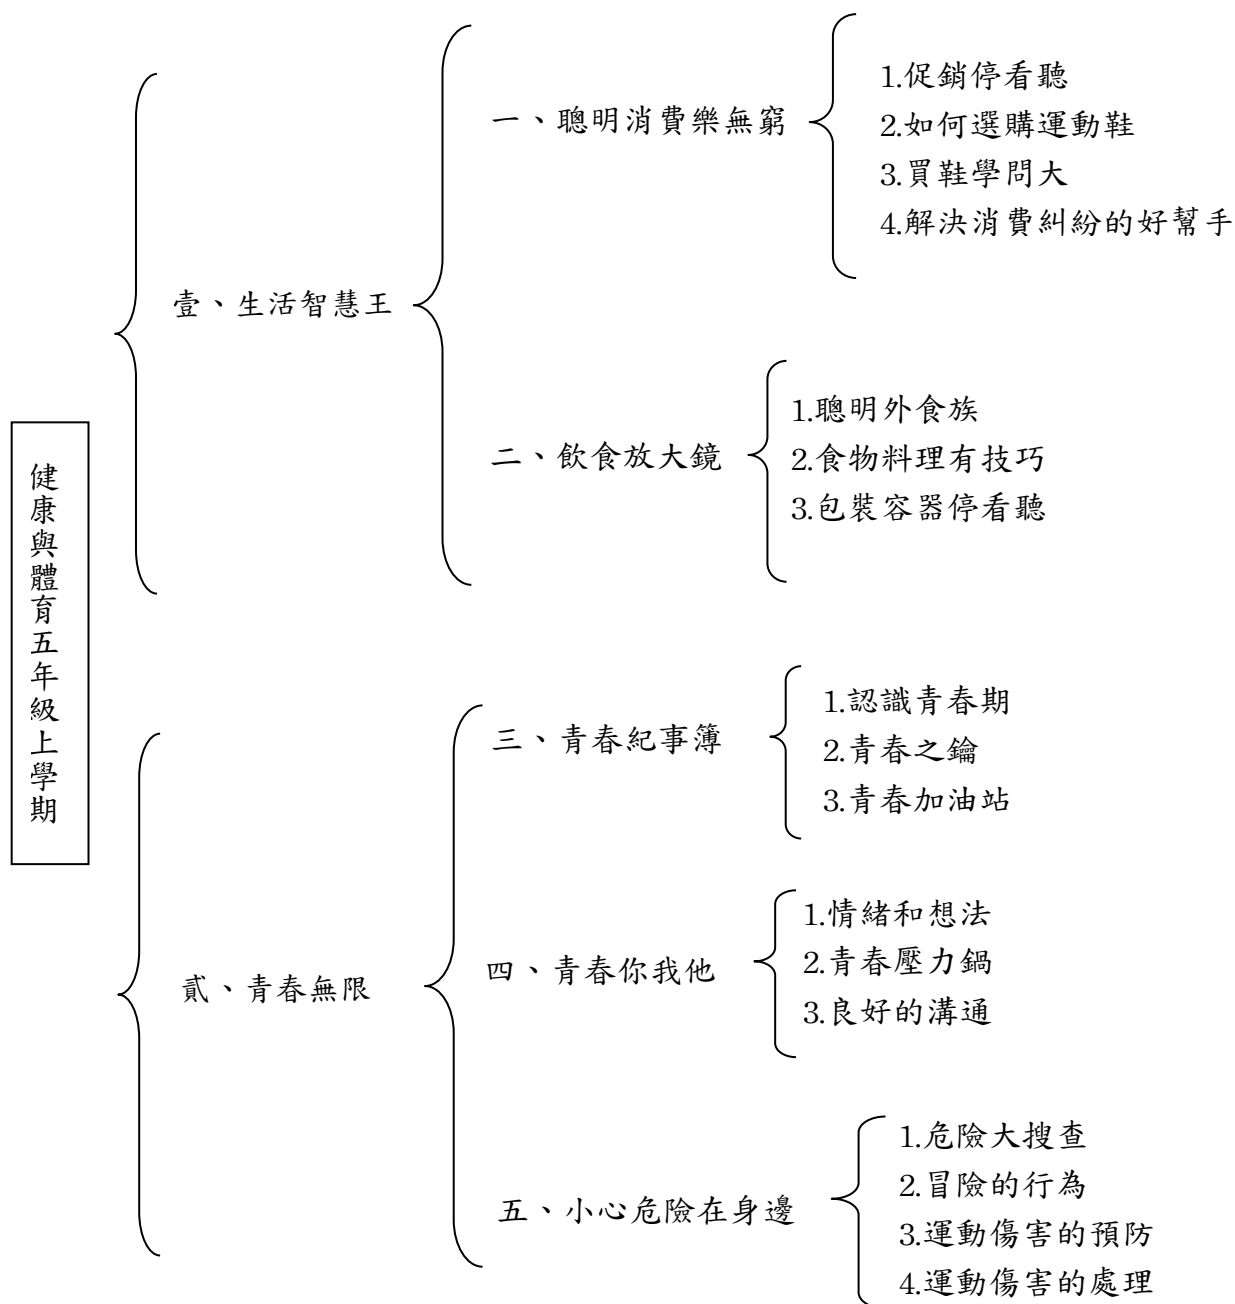 健康與體育五年級上學期
壹、生活智慧王
一、聰明消費樂無窮
1.促銷停看聽
2.如何選購運動鞋
3.買鞋學問大
4.解決消費糾紛的好幫手
二、飲食放大鏡
1.聰明外食族
2.食物料理有技巧
3.包裝容器停看聽
貳、青春無限
三、青春紀事簿
1.認識青春期
2.青春之鑰
3.青春加油站
四、青春你我他
1.情緒和想法
2.青春壓力鍋
3.良好的溝通
五、小心危險在身邊
1.危險大搜查
2.冒險的行為
3.運動傷害的預防
4.運動傷害的處理